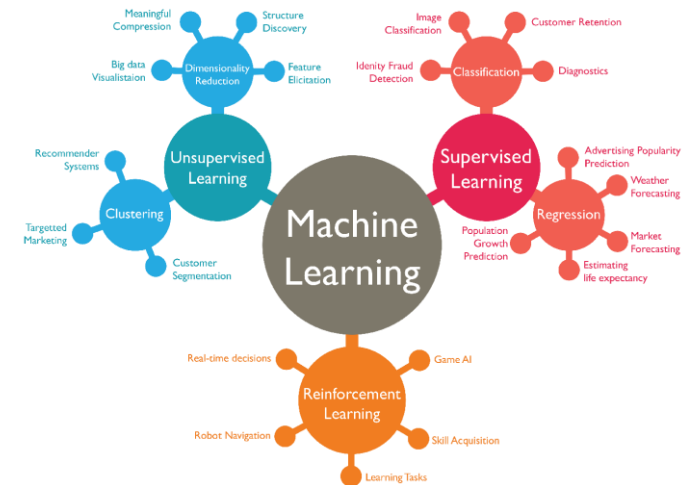 Machine
Learning
Unsupervised
Learning
Dimensionality
Reduction
Meaningful
Compression
Structure
Discovery
Big data
Visualistaion
Feature
Elicitation
Clustering
Recommender
Systems
Targetted
Marketing
Customer
Segmentation
Supervised
Learning
Classification
Image
Classification
Customer Retention
Idenity Fraud
Detection
Diagnostics
Regression
Advertising Popularity
Prediction
Weather
Forecasting
Population
Growth
Prediction
Market
Forecasting
Estimating
life expectancy
Reinforcement
Learning
Real-time decisions
Game AI
Robot Navigation
Skill Acquisition
Learning Tasks